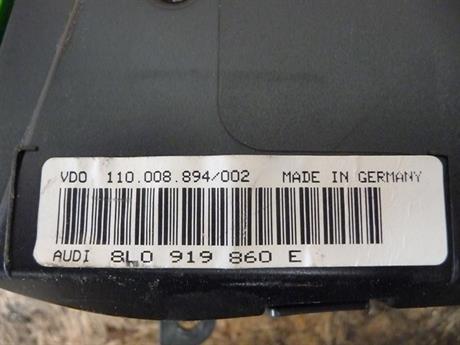 VDO 110.008.894/002 MADE IN GERMANY
AUDI 8L0 919 860 E